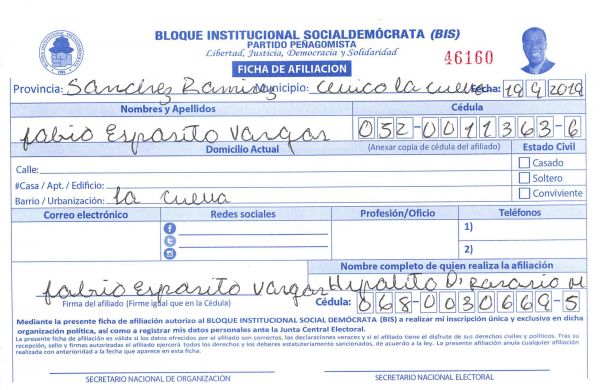 BLOQUE INSTITUCIONAL SOCIALDEMÓCRATA (BIS)
PARTIDO PEÑAGOMISTA
Libertad, Justicia, Democracia y Solidaridad
46160
FICHA DE AFILIACION
Provincia: Sánchez Ramirez Municipio: la cueva Fecha: 19 9 2019
Nombres y Apellidos Cédula
fabio Esparito Vargas 052-0011363-6
Domicilio Actual (Anexar copia de cédula del afiliado) Estado Civil
Calle: Casado
#Casa / Apt. / Edificio: Soltero
Barrio / Urbanización: la cueva Conviviente
Correo electrónico Redes sociales Profesión/Oficio Teléfonos
1)
2)
Nombre completo de quien realiza la afiliación
fabio Esparito Vargas Hypolito D' Rosario M
Firma del afiliado (Firme igual que en la Cédula) Cédula: 068-0030669-5
Mediante la presente ficha de afiliación autorizo al BLOQUE INSTITUCIONAL SOCIAL DEMÓCRATA (BIS) a realizar mi inscripción única y exclusiva en dicha
organización política, así como a registrar mis datos personales ante la Junta Central Electoral.
La presente ficha de afiliación es válida si los datos ofrecidos por el afiliado son correctos, las declaraciones veraces y si el afiliado tiene el disfrute de sus derechos civiles y políticos. Tras su
recepción, sello y firmas autorizadas el afiliado ejercerá todos los derechos y los deberes estatutariamente sancionados, de acuerdo a la ley. La presente afiliación anula cualquier afiliación
realizada con anterioridad a la fecha que aparece en esta ficha.
SECRETARIO NACIONAL DE ORGANIZACIÓN SECRETARIO NACIONAL ELECTORAL